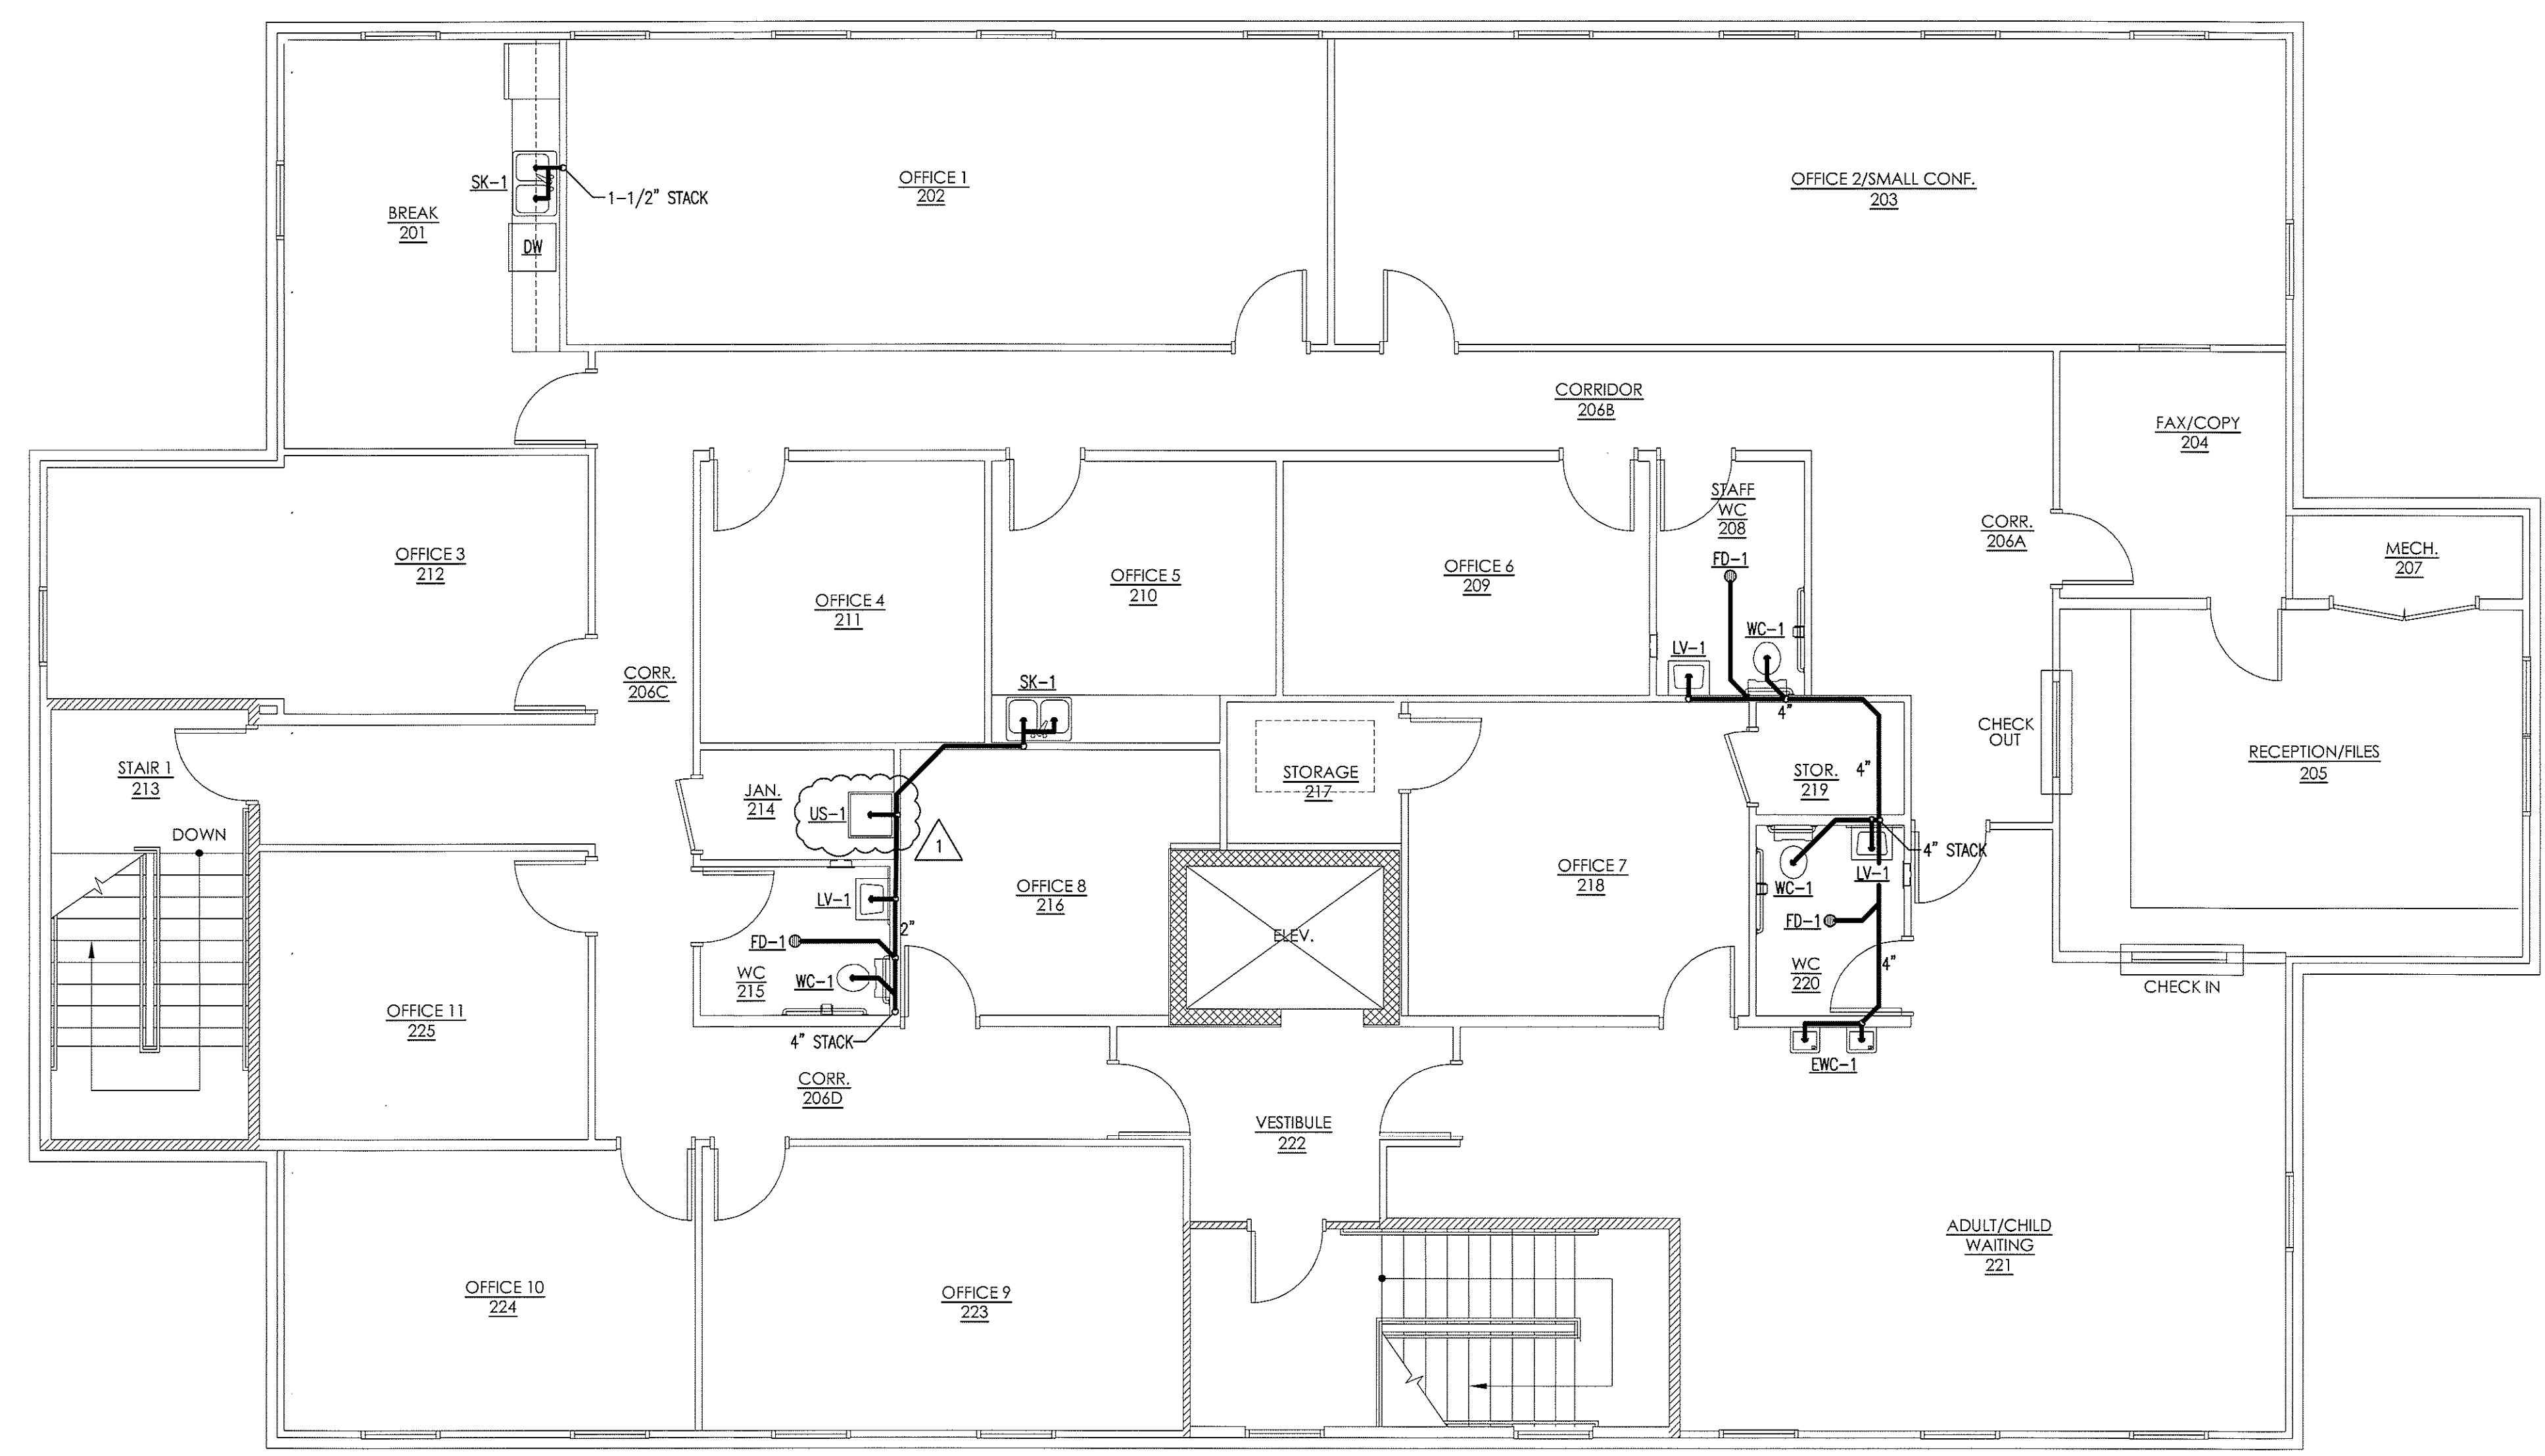 SK-1
1-1/2" STACK
DW
BREAK
201
OFFICE 1
202
OFFICE 2/SMALL CONF.
203
CORRIDOR
206B
FAX/COPY
204
STAFF
WC
208
FD-1
WC-1
LV-1
4"
CORR.
206A
MECH.
207
OFFICE 3
212
OFFICE 4
211
OFFICE 5
210
OFFICE 6
209
CORR.
206C
SK-1
CHECK
OUT
RECEPTION/FILES
205
STAIR 1
213
DOWN
JAN.
214
US-1
1
STORAGE
217
STOR.
219
4"
4" STACK
OFFICE 8
216
OFFICE 7
218
LV-1
2"
FD-1
WC-1
WC
215
4" STACK
ELEV.
WC-1
LV-1
FD-1
WC
220
4"
EWC-1
CHECK IN
OFFICE 11
225
CORR.
206D
VESTIBULE
222
OFFICE 10
224
OFFICE 9
223
ADULT/CHILD
WAITING
221